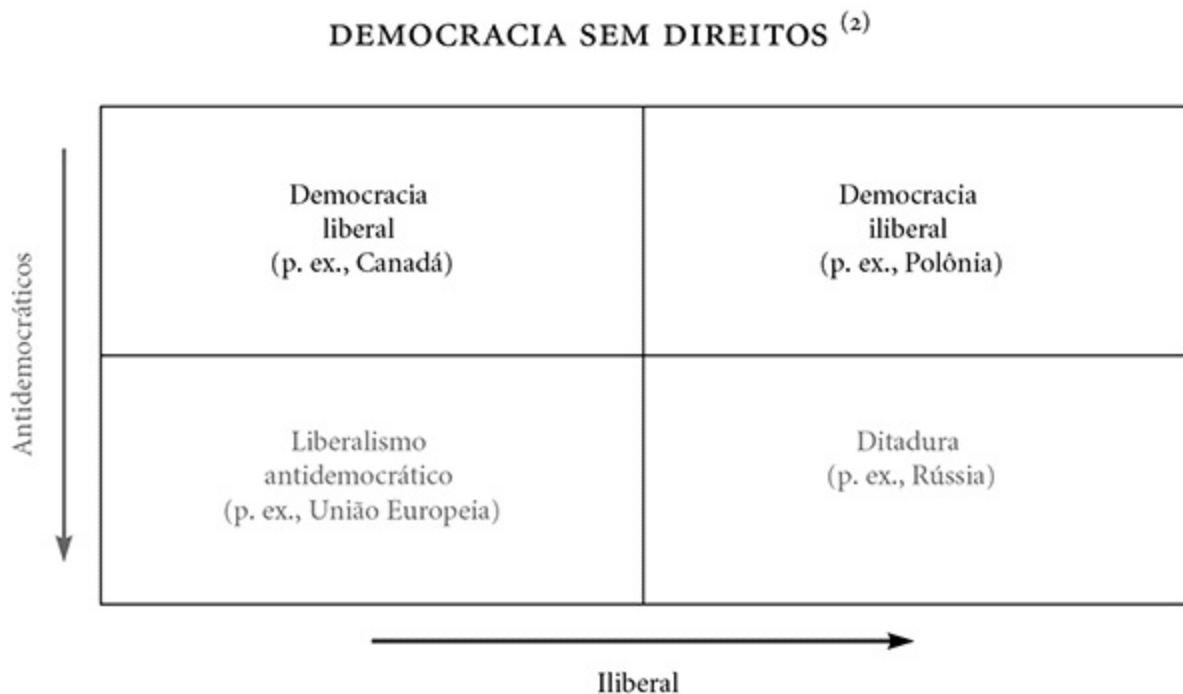 DEMOCRACIA SEM DIREITOS (2)
Democracia
liberal
(p. ex., Canadá)
Democracia
iliberal
(p. ex., Polônia)
Antidemocráticos
Liberalismo
antidemocrático
(p. ex., União Europeia)
Ditadura
(p. ex., Rússia)
Iliberal